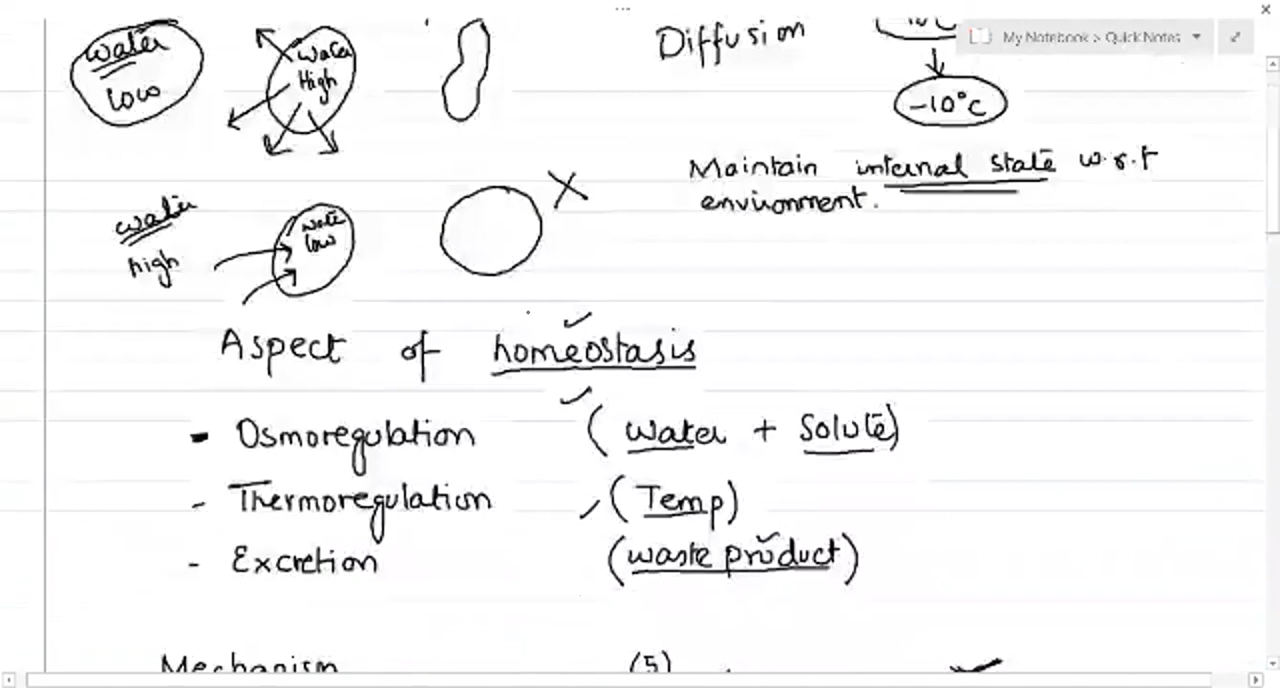 Diffusion
My Notebook > Quick Notes
water
low
water
High
-10°C
Maintain internal state w.r.t
environment.
water
high
wate
low
Aspect of homeostasis
- Osmoregulation (water + Solute)
- Thermoregulation (Temp)
- Excretion (waste product)
Mechanism (5)